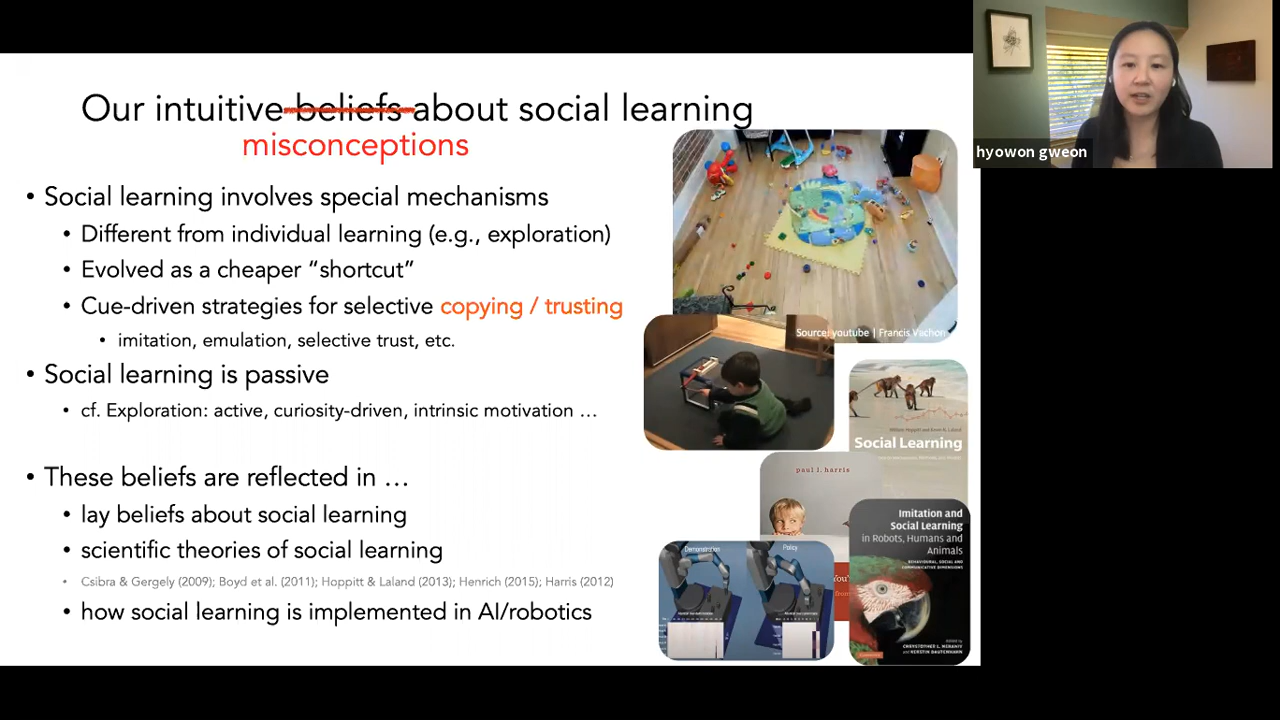 Our intuitive beliefs about social learning
misconceptions
• Social learning involves special mechanisms
• Different from individual learning (e.g., exploration)
• Evolved as a cheaper “shortcut”
• Cue-driven strategies for selective copying / trusting
• imitation, emulation, selective trust, etc.
• Social learning is passive
• cf. Exploration: active, curiosity-driven, intrinsic motivation …
• These beliefs are reflected in …
• lay beliefs about social learning
• scientific theories of social learning
• Csibra & Gergely (2009); Boyd et al. (2011); Hoppitt & Laland (2013); Henrich (2015); Harris (2012)
• how social learning is implemented in AI/robotics
Source: youtube | Francis Vachon
Social Learning
paul l. harris
Imitation and
Social Learning
in Robots, Humans and
Animals
BEHAVIOURAL, SOCIAL AND
COMMUNICATIVE DIMENSIONS
Demonstration
Policy
hyowon gweon